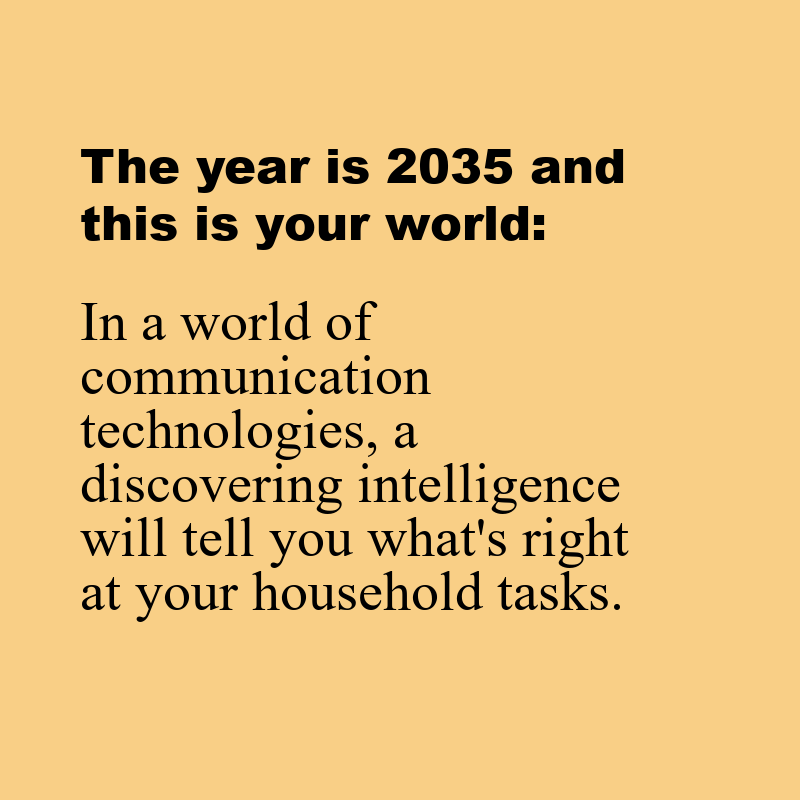 The year is 2035 and
this is your world:
In a world of
communication
technologies, a
discovering intelligence
will tell you what's right
at your household tasks.